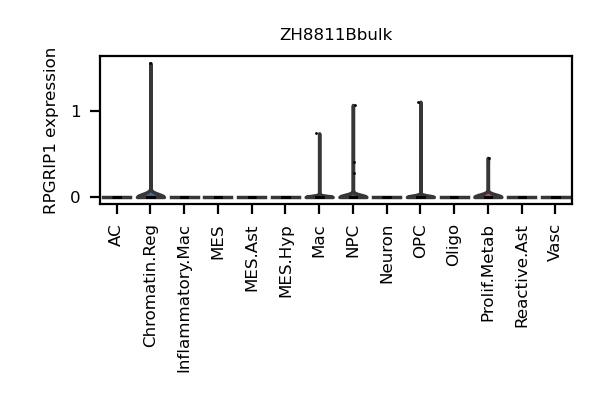 ZH8811Bbulk
RPGRIP1 expression
1
0
AC
Chromatin.Reg
Inflammatory.Mac
MES
MES.Ast
MES.Hyp
Mac
NPC
Neuron
OPC
Oligo
Prolif.Metab
Reactive.Ast
Vasc